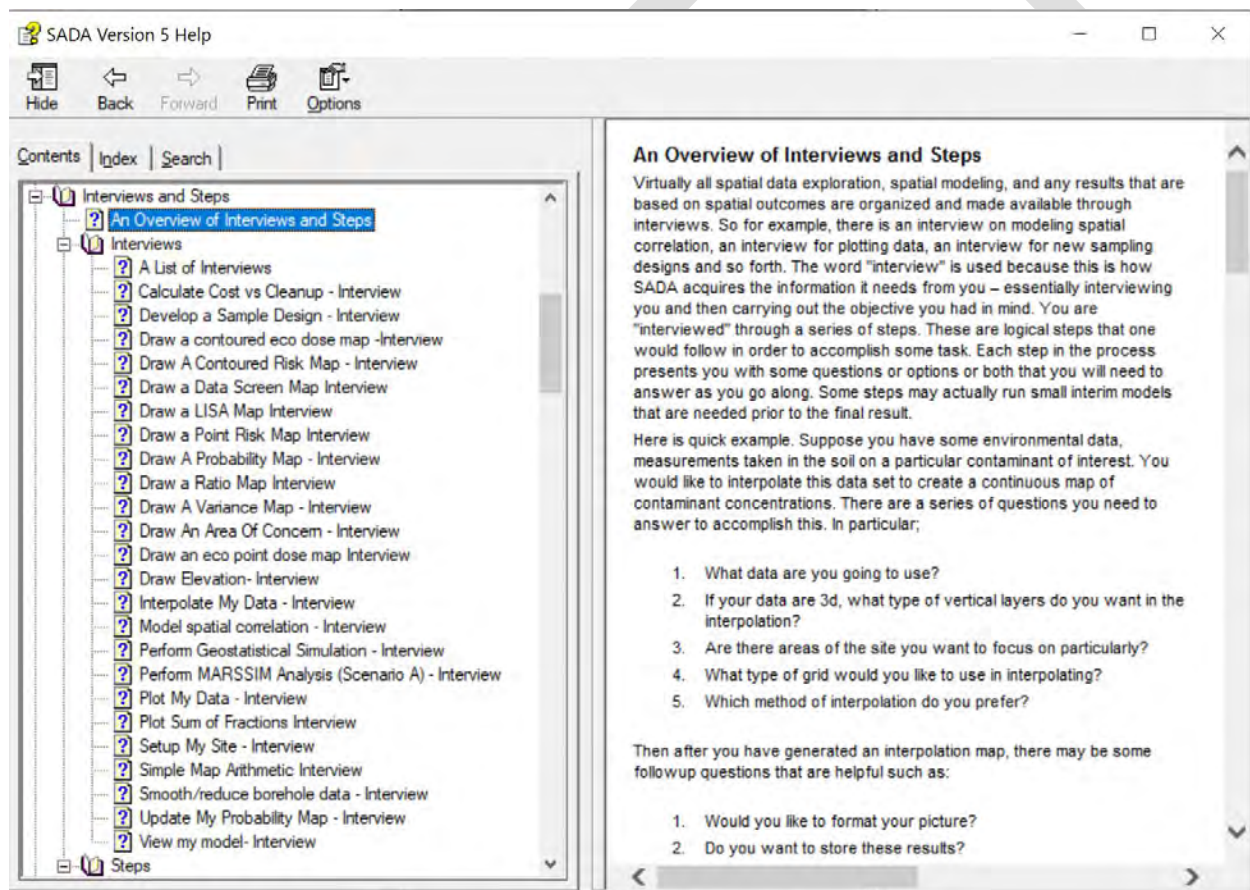 SADA Version 5 Help
Hide Back Forward Print Options
Contents Index Search
Interviews and Steps
An Overview of Interviews and Steps
Interviews
A List of Interviews
Calculate Cost vs Cleanup - Interview
Develop a Sample Design - Interview
Draw a contoured eco dose map -Interview
Draw A Contoured Risk Map - Interview
Draw a Data Screen Map Interview
Draw a LISA Map Interview
Draw a Point Risk Map Interview
Draw A Probability Map - Interview
Draw a Ratio Map Interview
Draw A Variance Map - Interview
Draw An Area Of Concern - Interview
Draw an eco point dose map Interview
Draw Elevation- Interview
Interpolate My Data - Interview
Model spatial correlation - Interview
Perform Geostatistical Simulation - Interview
Perform MARSSIM Analysis (Scenario A) - Interview
Plot My Data - Interview
Plot Sum of Fractions Interview
Setup My Site - Interview
Simple Map Arithmetic Interview
Smooth/reduce borehole data - Interview
Update My Probability Map - Interview
View my model- Interview
Steps
An Overview of Interviews and Steps
Virtually all spatial data exploration, spatial modeling, and any results that are
based on spatial outcomes are organized and made available through
interviews. So for example, there is an interview on modeling spatial
correlation, an interview for plotting data, an interview for new sampling
designs and so forth. The word "interview" is used because this is how
SADA acquires the information it needs from you – essentially interviewing
you and then carrying out the objective you had in mind. You are
"interviewed" through a series of steps. These are logical steps that one
would follow in order to accomplish some task. Each step in the process
presents you with some questions or options or both that you will need to
answer as you go along. Some steps may actually run small interim models
that are needed prior to the final result.
Here is quick example. Suppose you have some environmental data,
measurements taken in the soil on a particular contaminant of interest. You
would like to interpolate this data set to create a continuous map of
contaminant concentrations. There are a series of questions you need to
answer to accomplish this. In particular;
1. What data are you going to use?
2. If your data are 3d, what type of vertical layers do you want in the
interpolation?
3. Are there areas of the site you want to focus on particularly?
4. What type of grid would you like to use in interpolating?
5. Which method of interpolation do you prefer?
Then after you have generated an interpolation map, there may be some
followup questions that are helpful such as:
1. Would you like to format your picture?
2. Do you want to store these results?